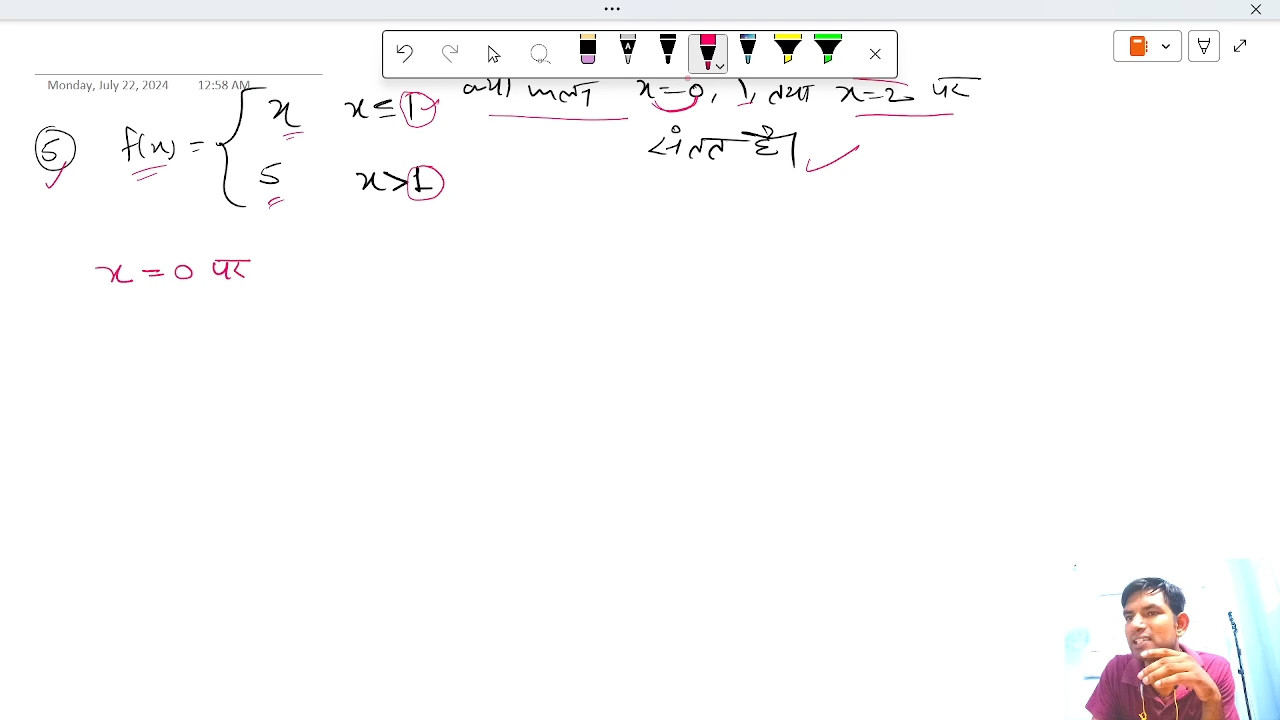 Monday, July 22, 2024 12:58 AM
क्या फलन x=0, 1, तथा x=2 पर
⑤ f(x) = { x x ≤ 1
संतत है।
5 x > 1
x = 0 पर